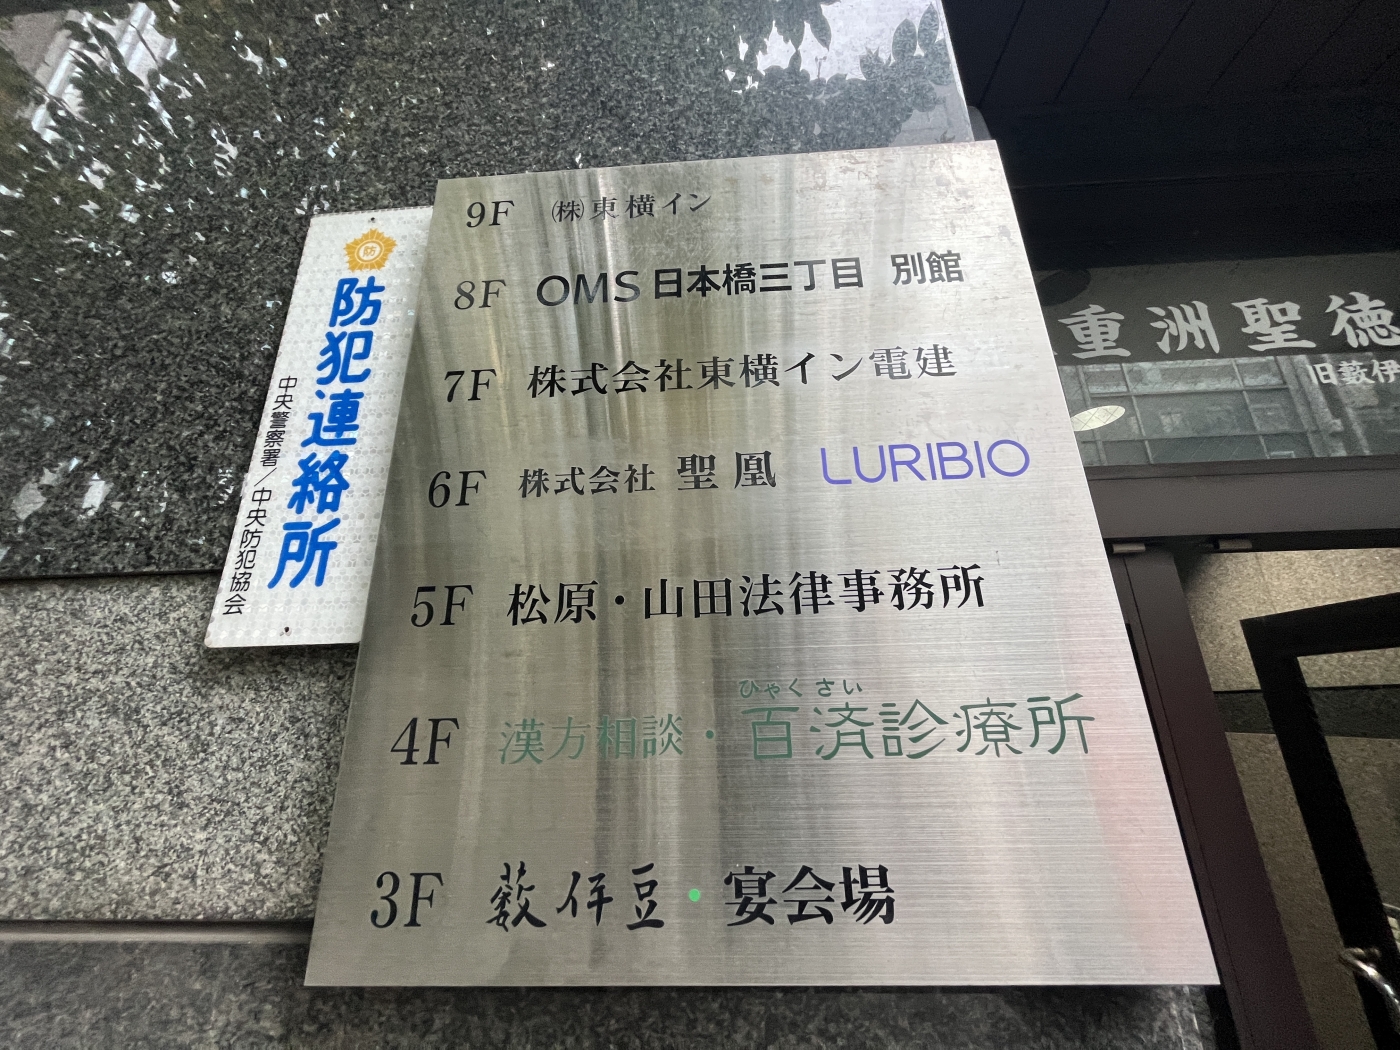 防
防犯連絡所
中央警察署／中央防犯協会
9F ㈱東横イン
8F OMS 日本橋三丁目 別館
7F 株式会社東横イン電建
6F 株式会社 聖凰 LURIBIO
5F 松原・山田法律事務所
ひゃくさい
4F 漢方相談・百済診療所
3F 藪伊豆・宴会場
重洲聖徳
旧藪伊